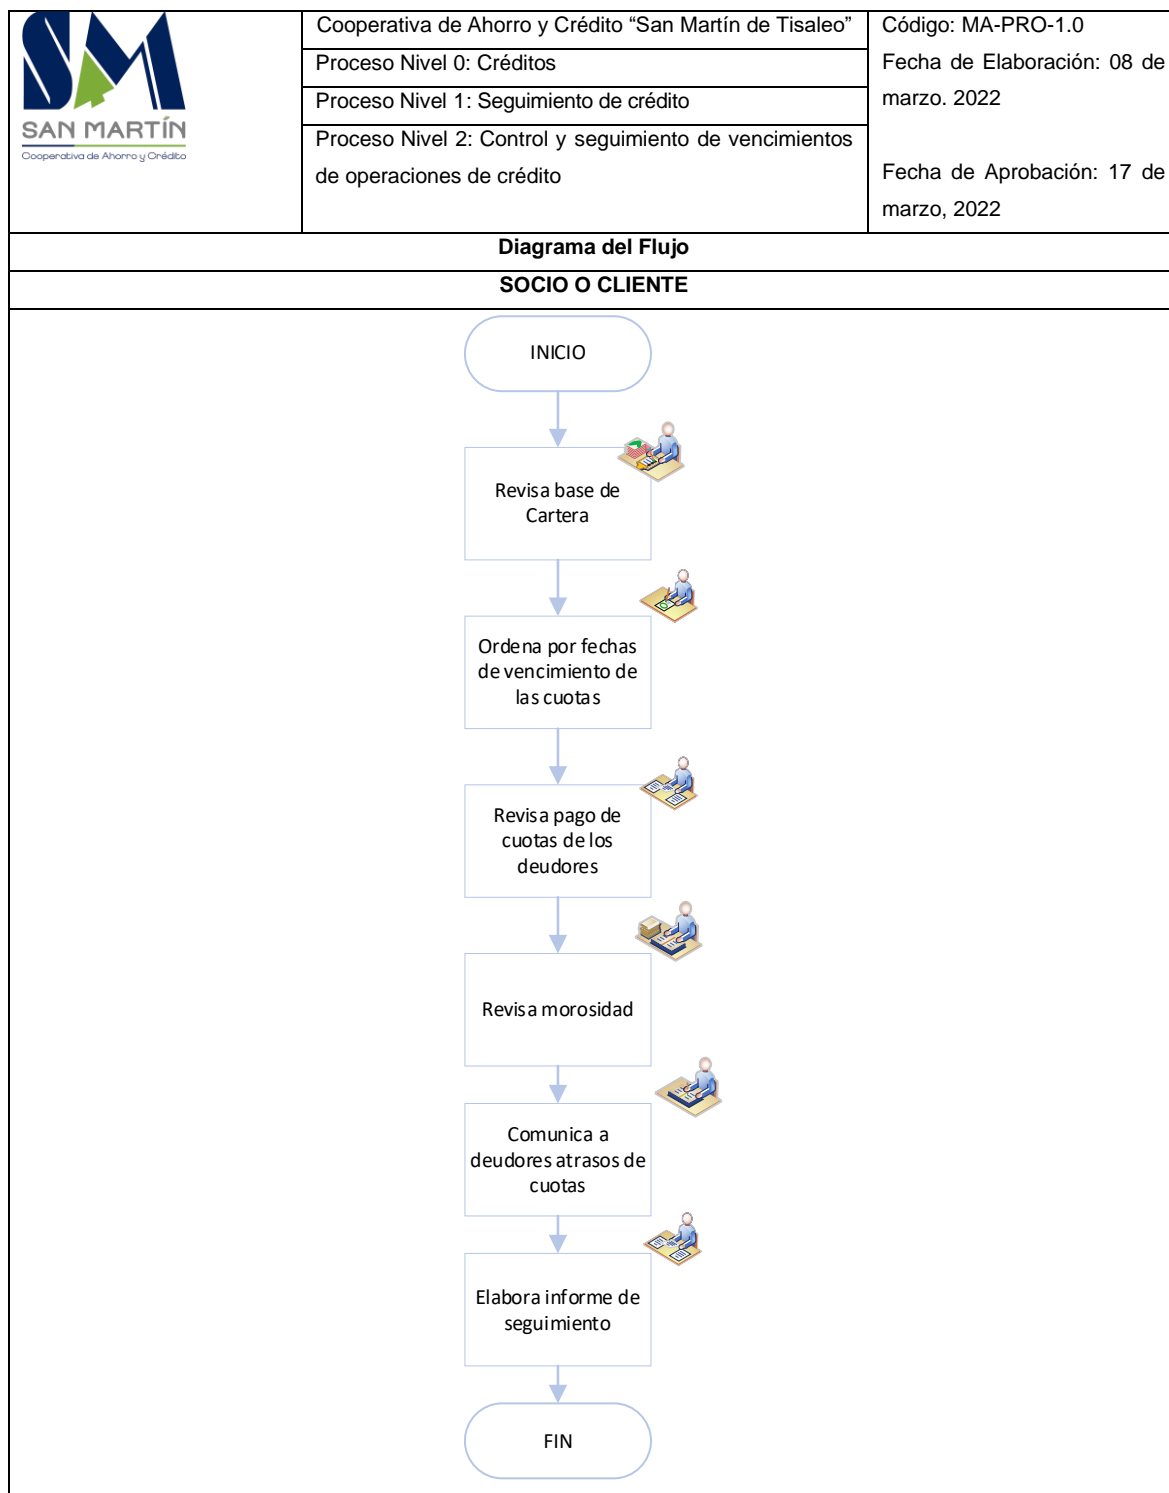 SM
SAN MARTÍN
Cooperativa de Ahorro y Crédito
Cooperativa de Ahorro y Crédito “San Martín de Tisaleo”
Proceso Nivel 0: Créditos
Proceso Nivel 1: Seguimiento de crédito
Proceso Nivel 2: Control y seguimiento de vencimientos
de operaciones de crédito
Código: MA-PRO-1.0
Fecha de Elaboración: 08 de
marzo. 2022
Fecha de Aprobación: 17 de
marzo, 2022
Diagrama del Flujo
SOCIO O CLIENTE
INICIO
Revisa base de
Cartera
Ordena por fechas
de vencimiento de
las cuotas
Revisa pago de
cuotas de los
deudores
Revisa morosidad
Comunica a
deudores atrasos de
cuotas
Elabora informe de
seguimiento
FIN